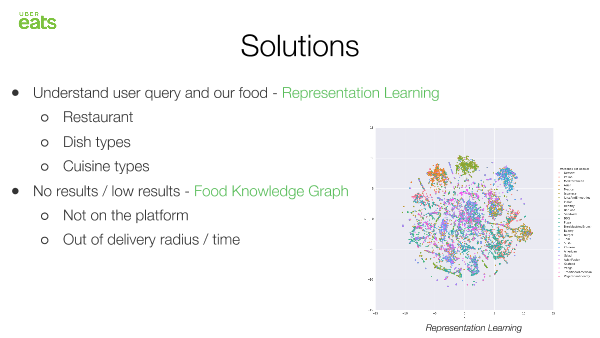 UBER
eats
Solutions
● Understand user query and our food - Representation Learning
○ Restaurant
○ Dish types
○ Cuisine types
● No results / low results - Food Knowledge Graph
○ Not on the platform
○ Out of delivery radius / time
Representation Learning